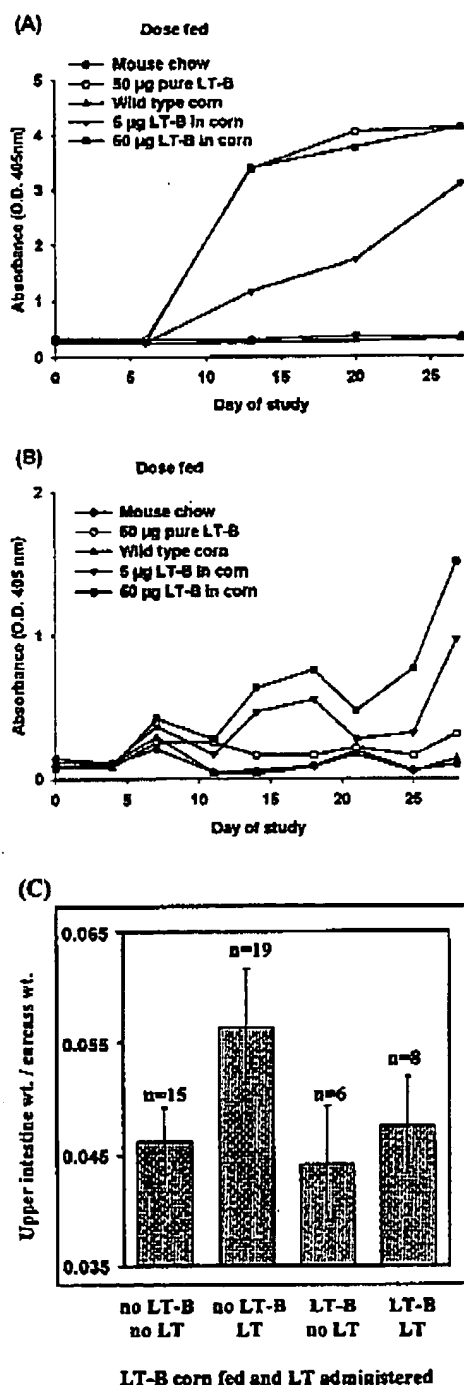 (A)
Dose fed
Mouse chow
50 µg pure LT-B
Wild type corn
5 µg LT-B in corn
50 µg LT-B in corn
Absorbance (O.D. 405nm)
5
4
3
2
1
0
0 5 10 15 20 25
Day of study
(B)
Dose fed
Mouse chow
50 µg pure LT-B
Wild type corn
5 µg LT-B in corn
50 µg LT-B in corn
Absorbance (O.D. 405 nm)
2
1
0
0 5 10 15 20 25
Day of study
(C)
Upper intestine wt. / carcass wt.
0.065
0.055
0.045
0.035
n=15
n=19
n=6
n=8
no LT-B no LT-B LT-B LT-B
no LT LT no LT LT
LT-B corn fed and LT administered